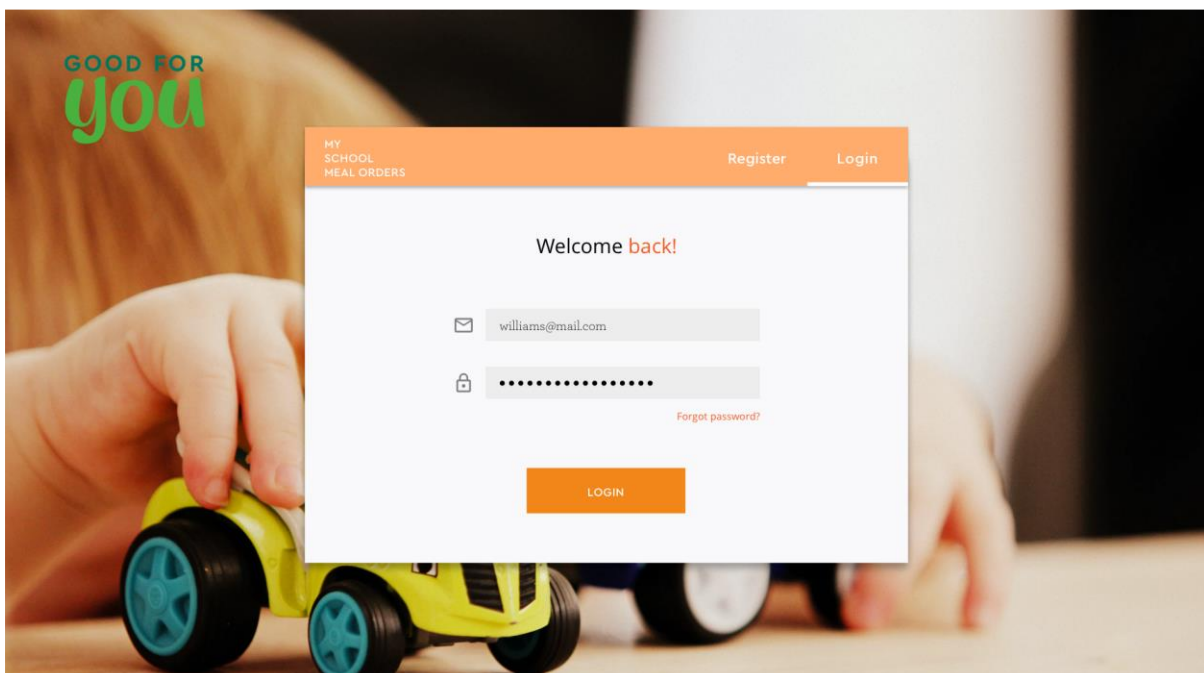 GOOD FOR
you
MY
SCHOOL
MEAL ORDERS
Register
Login
Welcome back!
williams@mail.com
•••••••••••••••••
Forgot password?
LOGIN